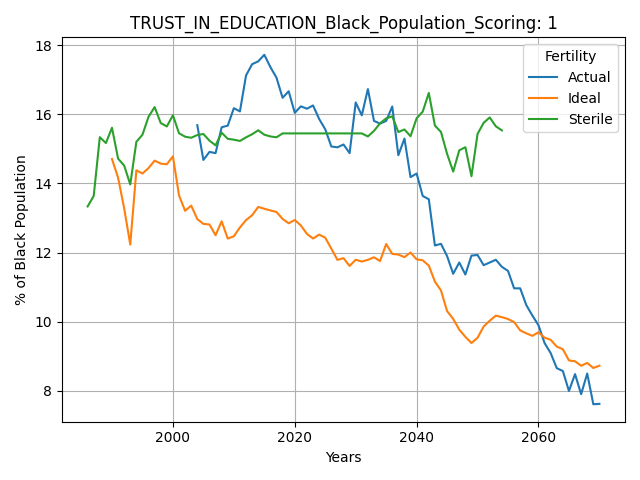 TRUST_IN_EDUCATION_Black_Population_Scoring: 1
Fertility
Actual
Ideal
Sterile
% of Black Population
18
16
14
12
10
8
2000 2020 2040 2060
Years